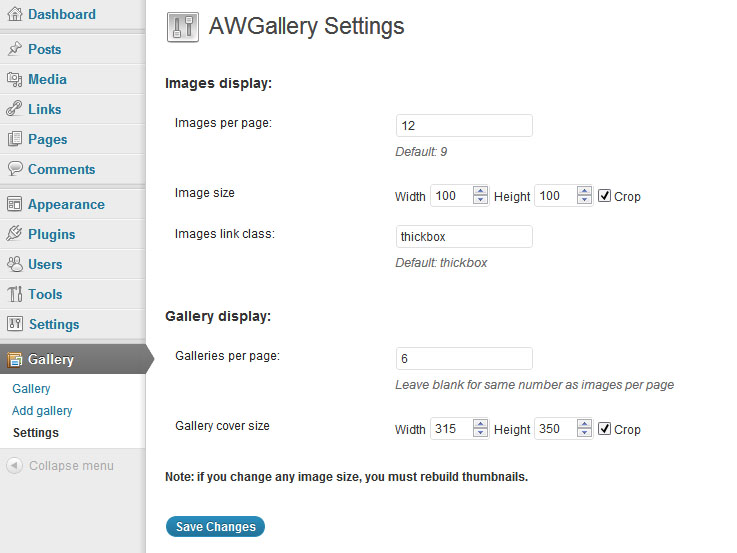 Dashboard
Posts
Media
Links
Pages
Comments
Appearance
Plugins
Users
Tools
Settings
Gallery
Gallery
Add gallery
Settings
Collapse menu
AWGallery Settings
Images display:
Images per page: 12
Default: 9
Image size Width 100 Height 100 Crop
Images link class: thickbox
Default: thickbox
Gallery display:
Galleries per page: 6
Leave blank for same number as images per page
Gallery cover size Width 315 Height 350 Crop
Note: if you change any image size, you must rebuild thumbnails.
Save Changes